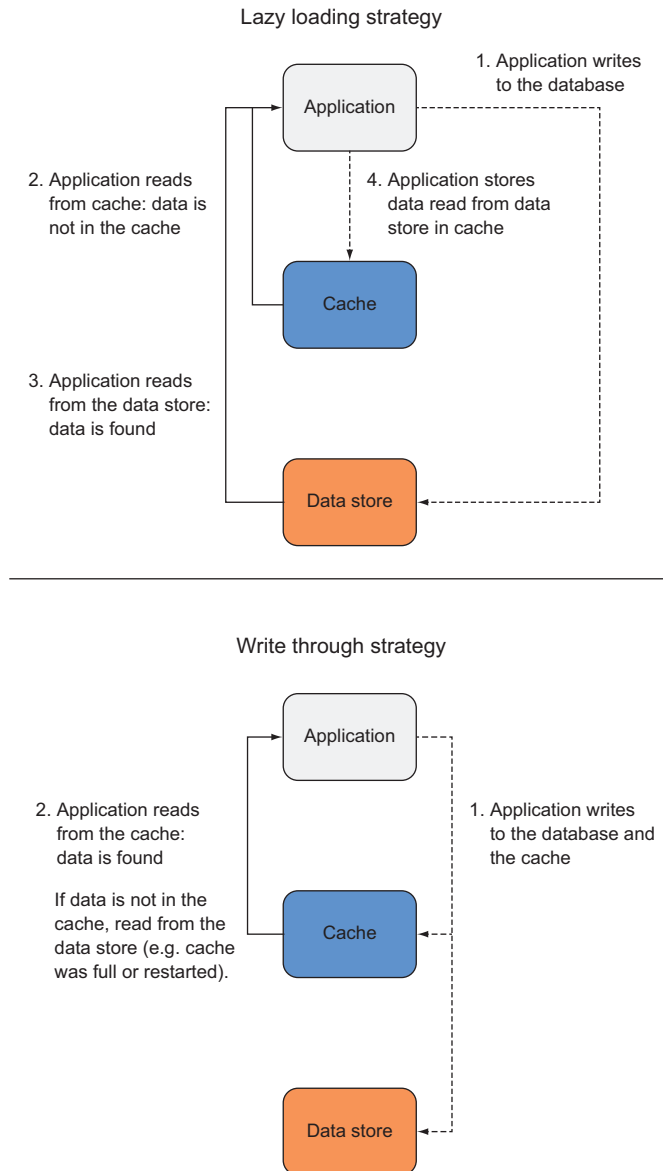 Lazy loading strategy
1. Application writes
to the database
Application
2. Application reads
from cache: data is
not in the cache
4. Application stores
data read from data
store in cache
Cache
3. Application reads
from the data store:
data is found
Data store
Write through strategy
Application
2. Application reads
from the cache:
data is found
1. Application writes
to the database and
the cache
If data is not in the
cache, read from the
data store (e.g. cache
was full or restarted).
Cache
Data store